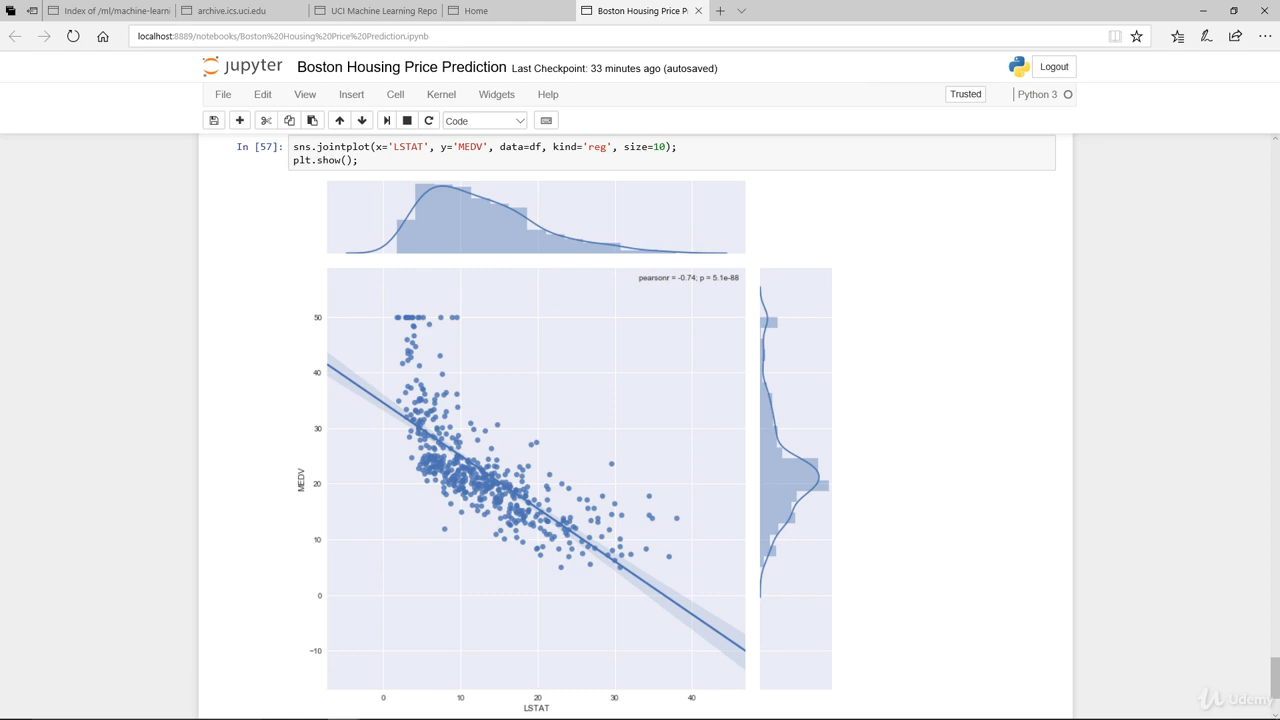 Index of /ml/machine-learni
archive.ics.uci.edu
UCI Machine Learning Repo
Home
Boston Housing Price P
localhost:8889/notebooks/Boston%20Housing%20Price%20Prediction.ipynb
jupyter Boston Housing Price Prediction Last Checkpoint: 33 minutes ago (autosaved) Logout
File Edit View Insert Cell Kernel Widgets Help Trusted Python 3
Code
In [57]: sns.jointplot(x='LSTAT', y='MEDV', data=df, kind='reg', size=10);
plt.show();
pearsonr = -0.74; p = 5.1e-88
50
40
30
20
10
0
−10
MEDV
0 10 20 30 40
LSTAT
Udemy